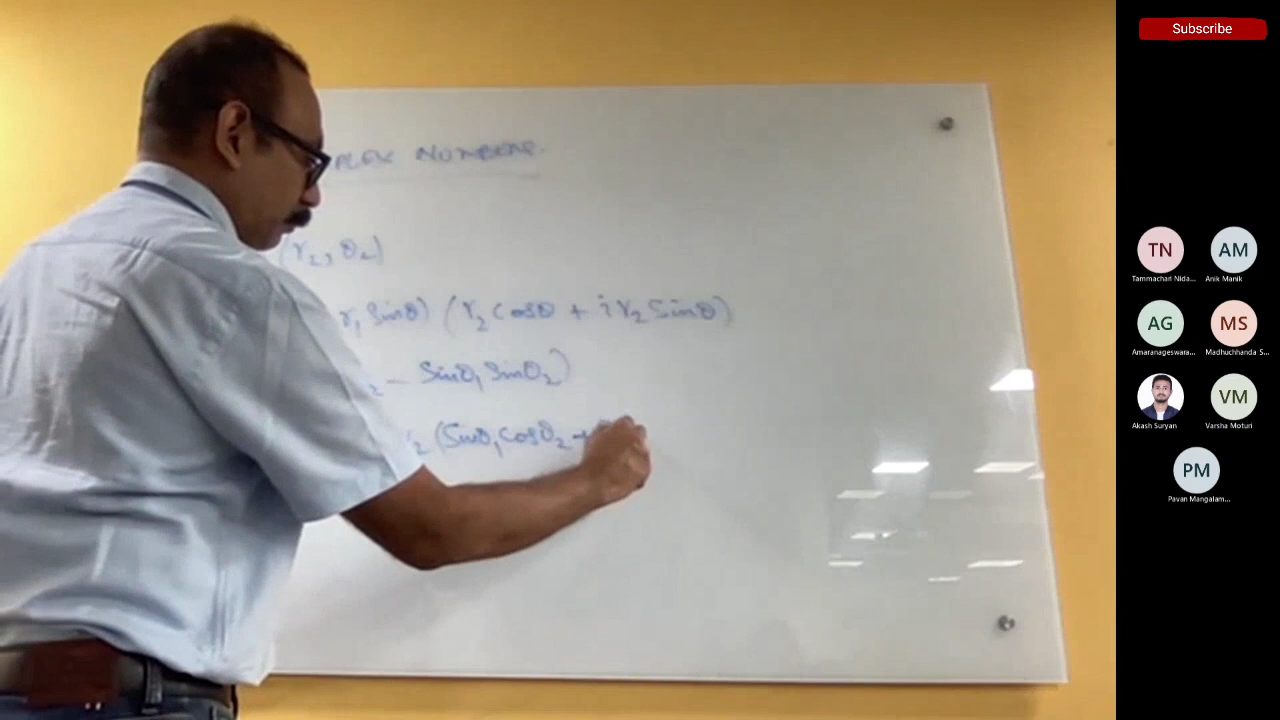 Subscribe
PLEX NUMBERS.
(r₂, θ₂)
r₁ Sinθ) (r₂ Cosθ + i r₂ Sinθ)
₂ – Sinθ₁ Sinθ₂)
r₂ (Sinθ₁ Cosθ₂ +
TN
AM
Tammachari Nida...
Anik Manik
AG
MS
Amaranageswara...
Madhuchhanda S...
VM
Akash Suryan
Varsha Moturi
PM
Pavan Mangalam...